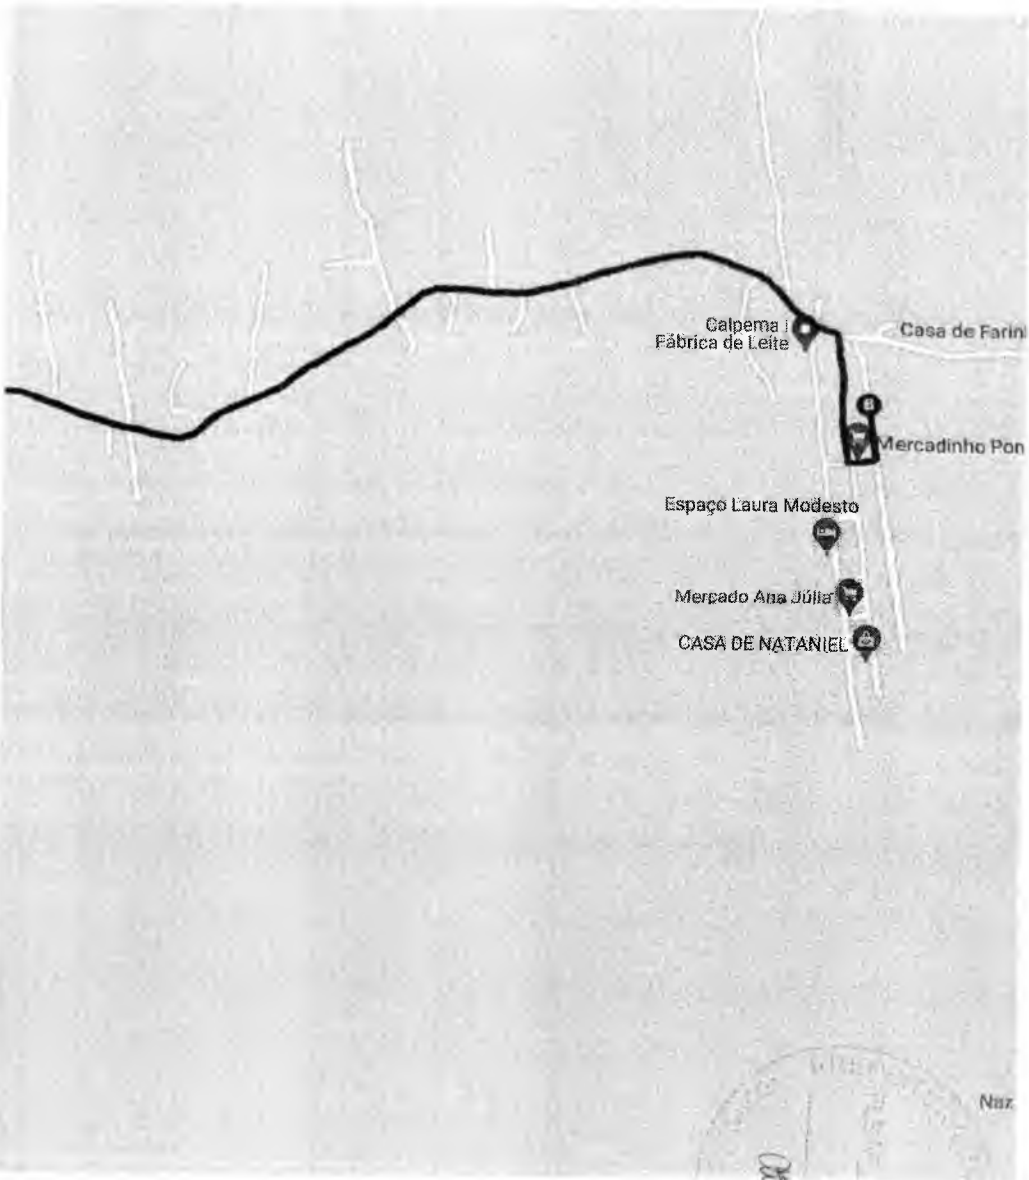 Calpema |
Fábrica de Leite
Casa de Farin
Mercadinho Pon
Espaço Laura Modesto
Mercado Ana Júlia
CASA DE NATANIEL
Naz